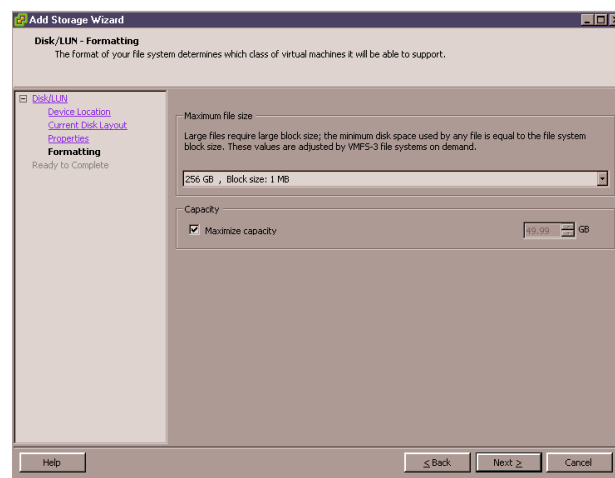 Add Storage Wizard
Disk/LUN - Formatting
The format of your file system determines which class of virtual machines it will be able to support.
Disk/LUN
Device Location
Current Disk Layout
Properties
Formatting
Ready to Complete
Maximum file size
Large files require large block size; the minimum disk space used by any file is equal to the file system
block size. These values are adjusted by VMFS-3 file systems on demand.
256 GB , Block size: 1 MB
Capacity
Maximize capacity
49.99 GB
Help
< Back
Next >
Cancel